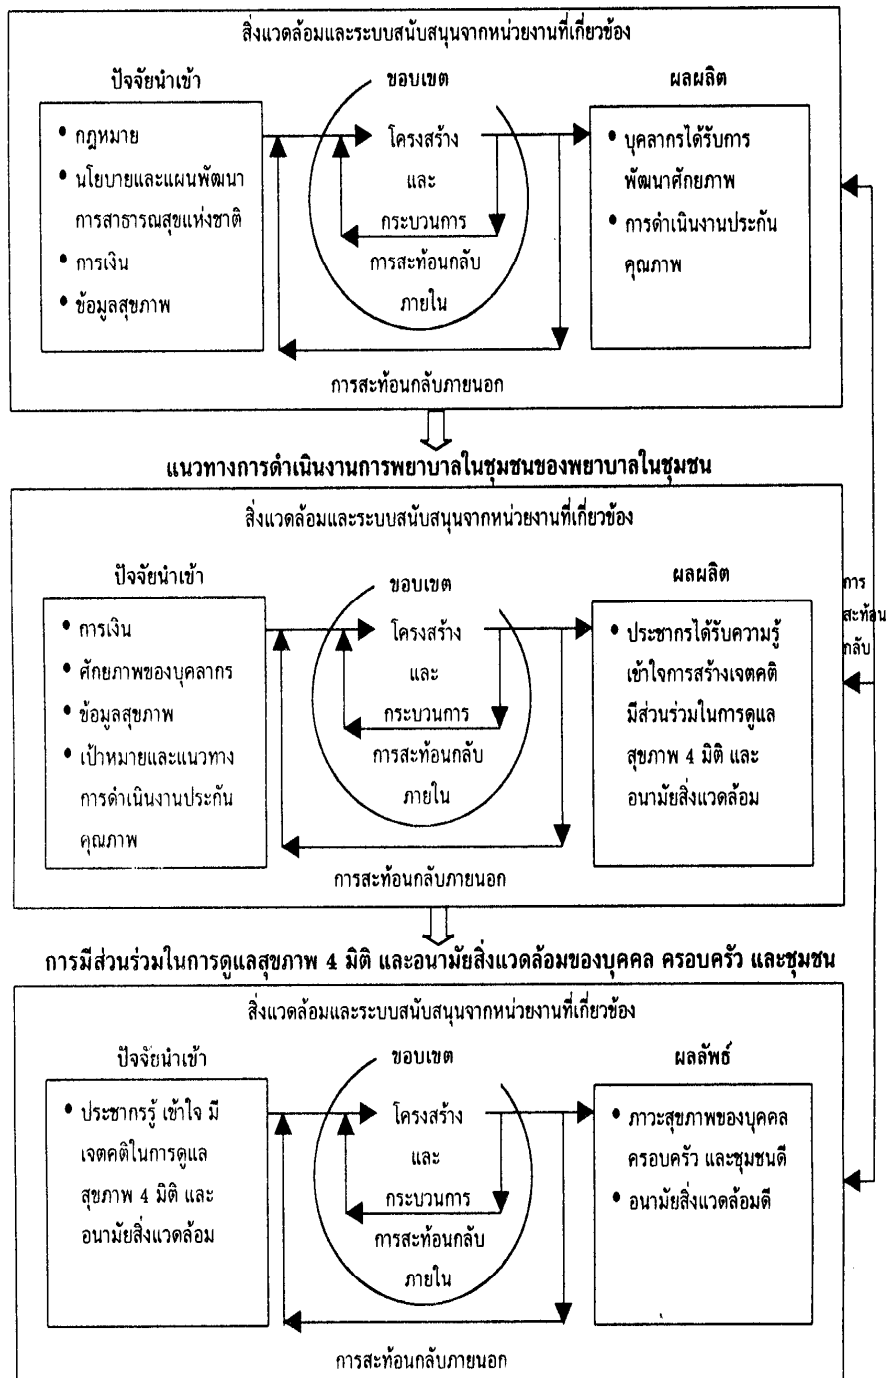 สิ่งแวดล้อมและระบบสนับสนุนจากหน่วยงานที่เกี่ยวข้อง
ปัจจัยนำเข้า
• กฎหมาย
• นโยบายและแผนพัฒนา
การสาธารณสุขแห่งชาติ
• การเงิน
• ข้อมูลสุขภาพ
ขอบเขต
โครงสร้าง
และ
กระบวนการ
การสะท้อนกลับ
ภายใน
ผลผลิต
• บุคลากรได้รับการ
พัฒนาศักยภาพ
• การดำเนินงานประกัน
คุณภาพ
การสะท้อนกลับภายนอก
แนวทางการดำเนินงานการพยาบาลในชุมชนของพยาบาลในชุมชน
สิ่งแวดล้อมและระบบสนับสนุนจากหน่วยงานที่เกี่ยวข้อง
ปัจจัยนำเข้า
• การเงิน
• ศักยภาพของบุคลากร
• ข้อมูลสุขภาพ
• เป้าหมายและแนวทาง
การดำเนินงานประกัน
คุณภาพ
ขอบเขต
โครงสร้าง
และ
กระบวนการ
การสะท้อนกลับ
ภายใน
ผลผลิต
• ประชากรได้รับความรู้
เข้าใจการสร้างเจตคติ
มีส่วนร่วมในการดูแล
สุขภาพ 4 มิติ และ
อนามัยสิ่งแวดล้อม
การ
สะท้อน
กลับ
การสะท้อนกลับภายนอก
การมีส่วนร่วมในการดูแลสุขภาพ 4 มิติ และอนามัยสิ่งแวดล้อมของบุคคล ครอบครัว และชุมชน
สิ่งแวดล้อมและระบบสนับสนุนจากหน่วยงานที่เกี่ยวข้อง
ปัจจัยนำเข้า
• ประชากรรู้ เข้าใจ มี
เจตคติในการดูแล
สุขภาพ 4 มิติ และ
อนามัยสิ่งแวดล้อม
ขอบเขต
โครงสร้าง
และ
กระบวนการ
การสะท้อนกลับ
ภายใน
ผลลัพธ์
• ภาวะสุขภาพของบุคคล
ครอบครัว และชุมชนดี
• อนามัยสิ่งแวดล้อมดี
การสะท้อนกลับภายนอก